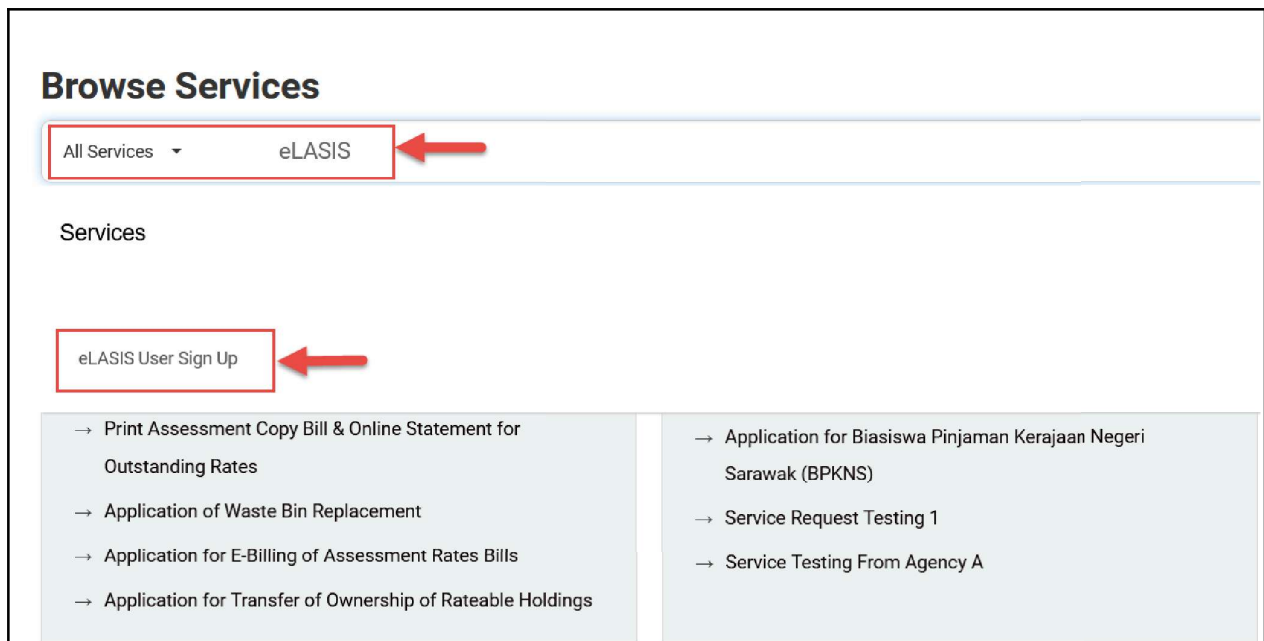 Browse Services
All Services eLASIS
Services
eLASIS User Sign Up
→ Print Assessment Copy Bill & Online Statement for
Outstanding Rates
→ Application of Waste Bin Replacement
→ Application for E-Billing of Assessment Rates Bills
→ Application for Transfer of Ownership of Rateable Holdings
→ Application for Biasiswa Pinjaman Kerajaan Negeri
Sarawak (BPKNS)
→ Service Request Testing 1
→ Service Testing From Agency A